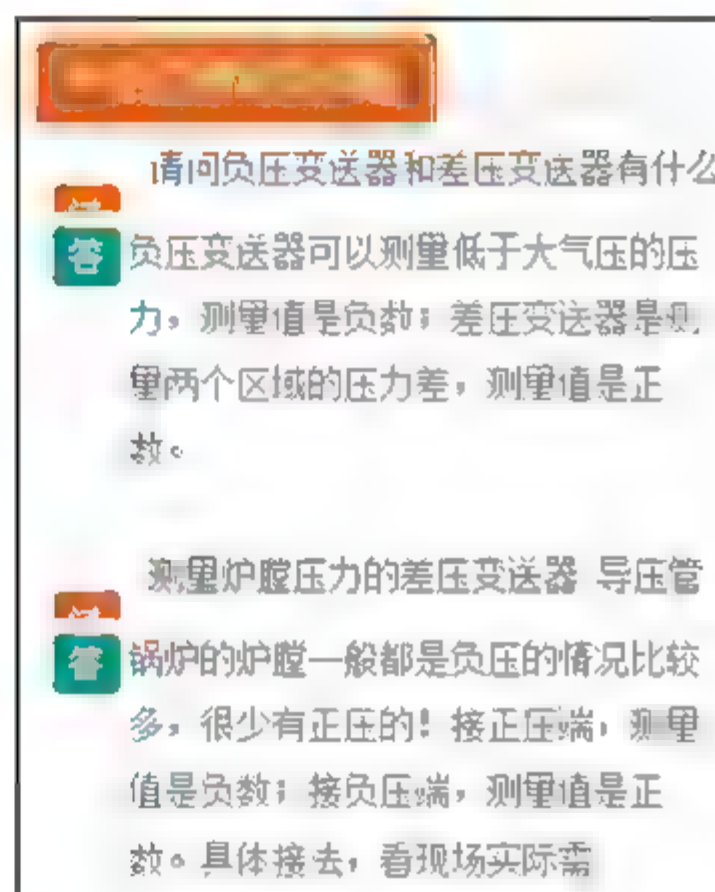 请问负压变送器和差压变送器有什么
答 负压变送器可以测量低于大气压的压
力，测量值是负数；差压变送器是测
量两个区域的压力差，测量值是正
数。
测量炉膛压力的差压变送器 导压管
答 锅炉的炉膛一般都是负压的情况比较
多，很少有正压的！接正压端，测量
值是负数；接负压端，测量值是正
数。具体接去，看现场实际需